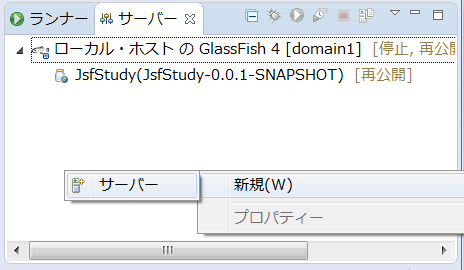 ランナー サーバー
ローカル・ホスト の GlassFish 4 [domain1] [停止, 再公開
JsfStudy(JsfStudy-0.0.1-SNAPSHOT) [再公開]
サーバー 新規(W)
プロパティー